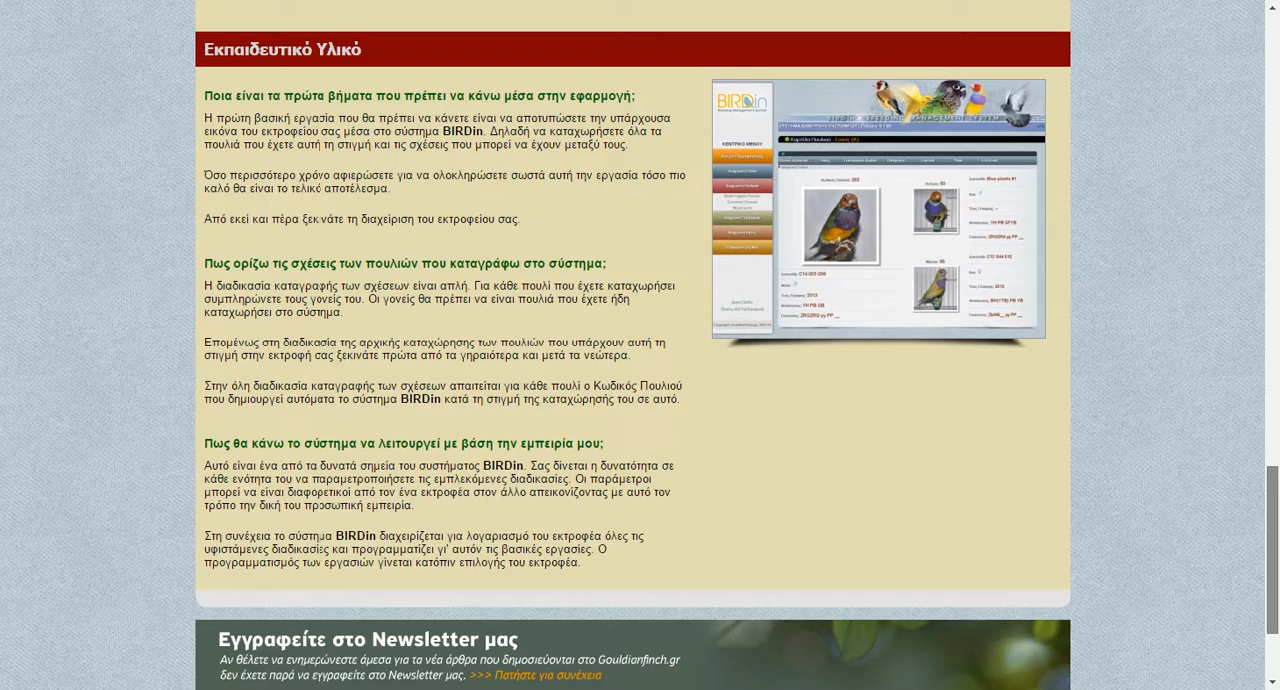 Εκπαιδευτικό Υλικό
Ποια είναι τα πρώτα βήματα που πρέπει να κάνω μέσα στην εφαρμογή;
Η πρώτη βασική εργασία που θα πρέπει να κάνετε είναι να αποτυπώσετε την υπάρχουσα
εικόνα του εκτροφείου σας μέσα στο σύστημα BIRDin. Δηλαδή να καταχωρήσετε όλα τα
πουλιά που έχετε αυτή τη στιγμή και τις σχέσεις που μπορεί να έχουν μεταξύ τους.
Όσο περισσότερο χρόνο αφιερώσετε για να ολοκληρώσετε σωστά αυτή την εργασία τόσο πιο
καλό θα είναι το τελικό αποτέλεσμα.
Από εκεί και πέρα ξεκινάτε τη διαχείριση του εκτροφείου σας.
Πως ορίζω τις σχέσεις των πουλιών που καταγράφω στο σύστημα;
Η διαδικασία καταγραφής των σχέσεων είναι απλή. Για κάθε πουλί που έχετε καταχωρήσει
συμπληρώνετε τους γονείς του. Οι γονείς θα πρέπει να είναι πουλιά που έχετε ήδη
καταχωρήσει στο σύστημα.
Επομένως στη διαδικασία της αρχικής καταχώρησης των πουλιών που υπάρχουν αυτή τη
στιγμή στην εκτροφή σας ξεκινάτε πρώτα από τα γηραιότερα και μετά τα νεώτερα.
Στην όλη διαδικασία καταγραφής των σχέσεων απαιτείται για κάθε πουλί ο Κωδικός Πουλιού
που δημιουργεί αυτόματα το σύστημα BIRDin κατά τη στιγμή της καταχώρησής του σε αυτό.
Πως θα κάνω το σύστημα να λειτουργεί με βάση την εμπειρία μου;
Αυτό είναι ένα από τα δυνατά σημεία του συστήματος BIRDin. Σας δίνεται η δυνατότητα σε
κάθε ενότητα του να παραμετροποιήσετε τις εμπλεκόμενες διαδικασίες. Οι παράμετροι
μπορεί να είναι διαφορετικοί από τον ένα εκτροφέα στον άλλο απεικονίζοντας με αυτό τον
τρόπο την δική του προσωπική εμπειρία.
Στη συνέχεια το σύστημα BIRDin διαχειρίζεται για λογαριασμό του εκτροφέα όλες τις
υφιστάμενες διαδικασίες και προγραμματίζει γι' αυτόν τις βασικές εργασίες. Ο
προγραμματισμός των εργασιών γίνεται κατόπιν επιλογής του εκτροφέα.
BIRDin
ΚΕΝΤΡΙΚΟ ΜΕΝΟΥ
Εγγραφείτε στο Newsletter μας
Αν θέλετε να ενημερώνεστε άμεσα για τα νέα άρθρα που δημοσιεύονται στο Gouldianfinch.gr
δεν έχετε παρά να εγγραφείτε στο Newsletter μας. >>> Πατήστε για συνέχεια